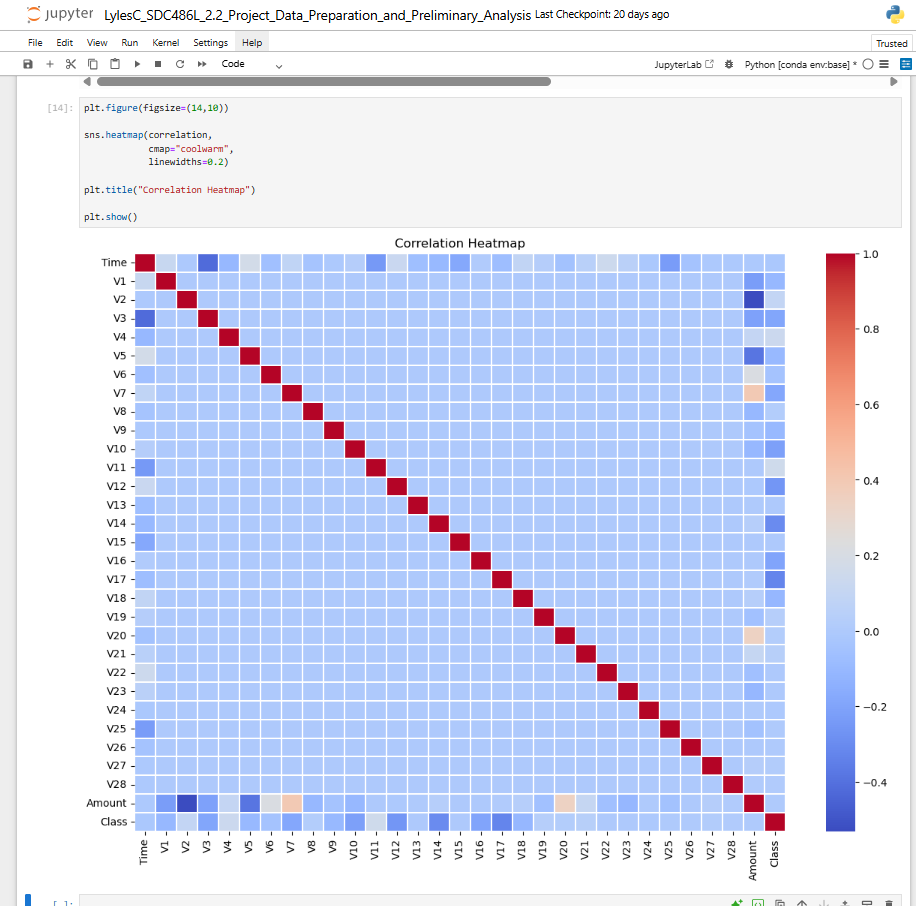 jupyter LylesC_SDC486L_2.2_Project_Data_Preparation_and_Preliminary_Analysis Last Checkpoint: 20 days ago
File Edit View Run Kernel Settings Help
Trusted
Code
JupyterLab
Python [conda env:base] *
[14]:
plt.figure(figsize=(14,10))
sns.heatmap(correlation,
cmap="coolwarm",
linewidths=0.2)
plt.title("Correlation Heatmap")
plt.show()
Correlation Heatmap
Time
V1
V2
V3
V4
V5
V6
V7
V8
V9
V10
V11
V12
V13
V14
V15
V16
V17
V18
V19
V20
V21
V22
V23
V24
V25
V26
V27
V28
Amount
Class
Time V1 V2 V3 V4 V5 V6 V7 V8 V9 V10 V11 V12 V13 V14 V15 V16 V17 V18 V19 V20 V21 V22 V23 V24 V25 V26 V27 V28 Amount Class
1.0
0.8
0.6
0.4
0.2
0.0
−0.2
−0.4
[ ]: